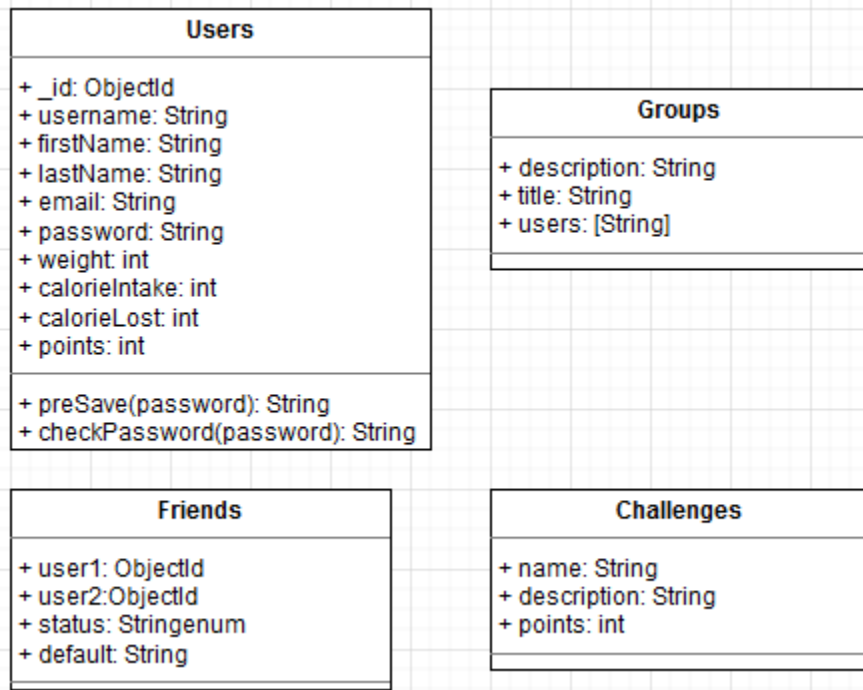 Users
+ _id: ObjectId
+ username: String
+ firstName: String
+ lastName: String
+ email: String
+ password: String
+ weight: int
+ calorieIntake: int
+ calorieLost: int
+ points: int
+ preSave(password): String
+ checkPassword(password): String
Groups
+ description: String
+ title: String
+ users: [String]
Friends
+ user1: ObjectId
+ user2:ObjectId
+ status: Stringenum
+ default: String
Challenges
+ name: String
+ description: String
+ points: int